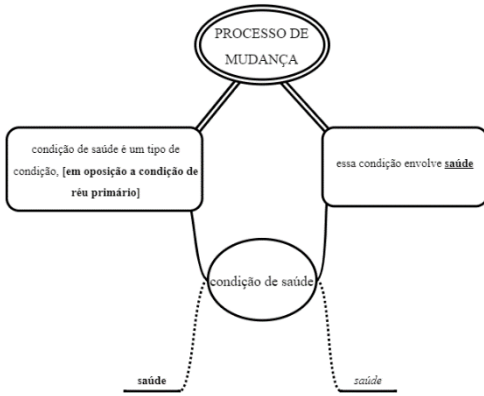 PROCESSO DE
MUDANÇA
condição de saúde é um tipo de
condição, [em oposição a condição de
réu primário]
essa condição envolve saúde
condição de saúde
saúde
saúde